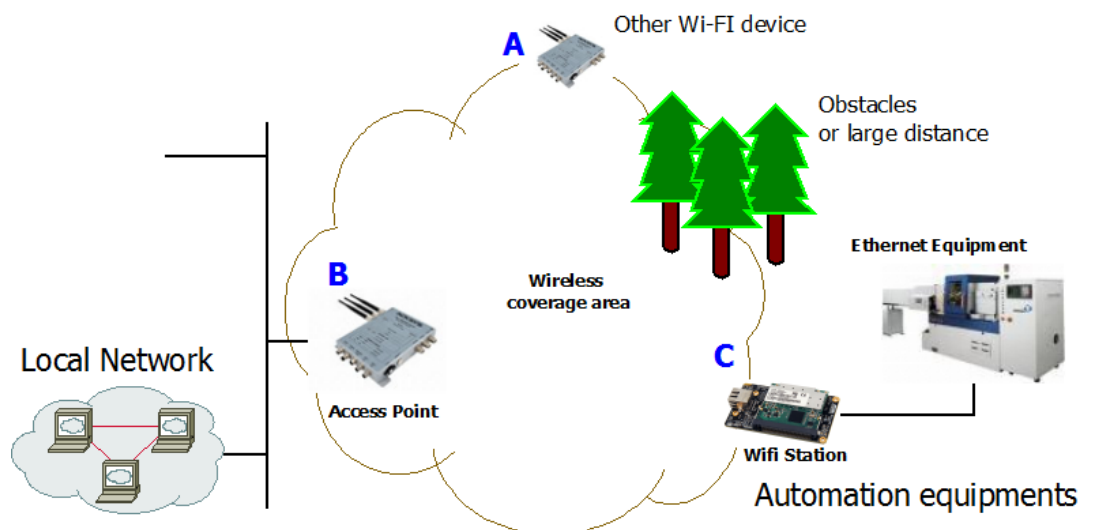 A
Other Wi-FI device
Obstacles
or large distance
Ethernet Equipment
B
Wireless
coverage area
C
Local Network
Access Point
Wifi Station
Automation equipments